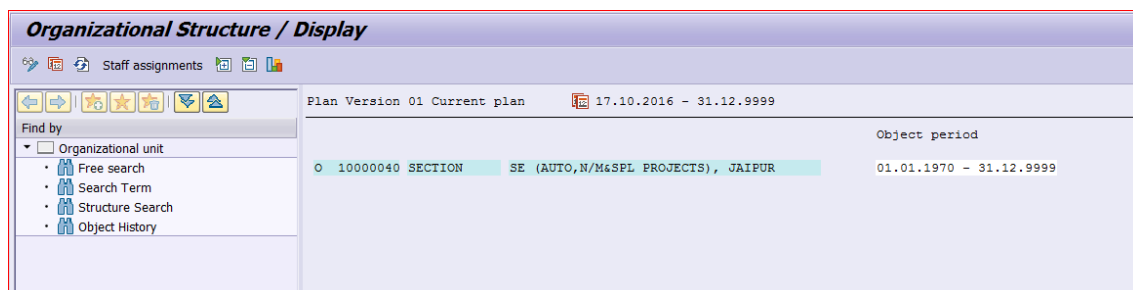 Organizational Structure / Display
Staff assignments
Plan Version 01 Current plan 17.10.2016 - 31.12.9999
Find by
Object period
Organizational unit
Free search
O 10000040 SECTION SE (AUTO,N/M&SPL PROJECTS), JAIPUR 01.01.1970 - 31.12.9999
Search Term
Structure Search
Object History